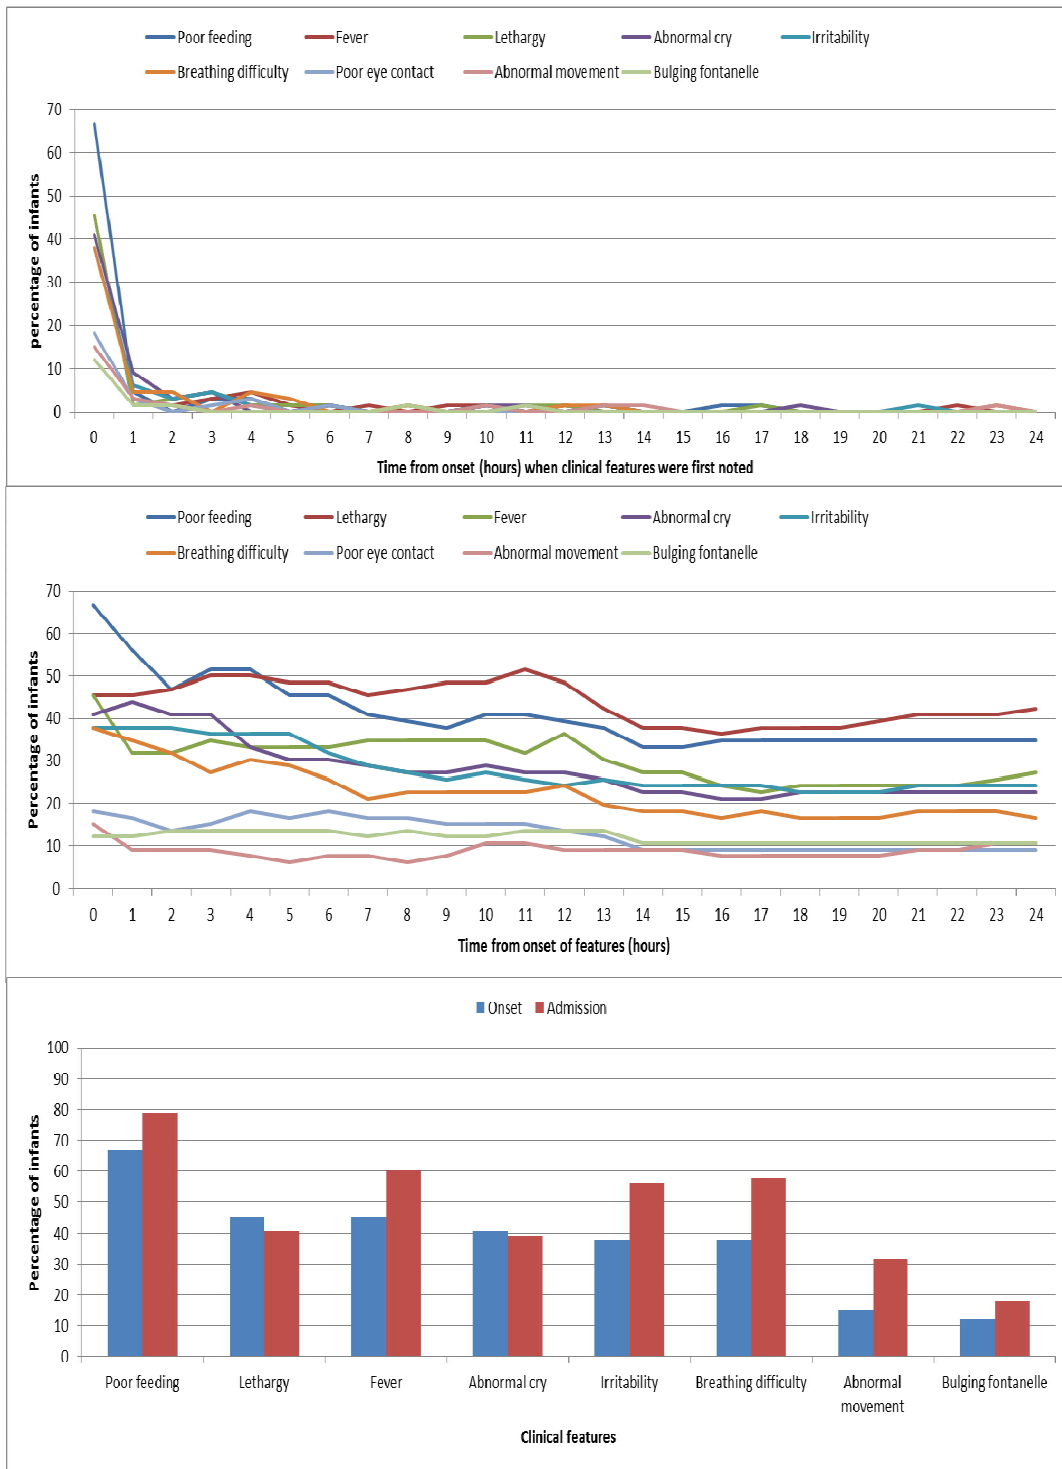 Poor feeding Fever Lethargy Abnormal cry Irritability
Breathing difficulty Poor eye contact Abnormal movement Bulging fontanelle
percentage of infants
70
60
50
40
30
20
10
0
0 1 2 3 4 5 6 7 8 9 10 11 12 13 14 15 16 17 18 19 20 21 22 23 24
Time from onset (hours) when clinical features were first noted
Poor feeding Lethargy Fever Abnormal cry Irritability
Breathing difficulty Poor eye contact Abnormal movement Bulging fontanelle
Percentage of infants
70
60
50
40
30
20
10
0
0 1 2 3 4 5 6 7 8 9 10 11 12 13 14 15 16 17 18 19 20 21 22 23 24
Time from onset of features (hours)
Onset Admission
Percentage of infants
100
90
80
70
60
50
40
30
20
10
0
Poor feeding Lethargy Fever Abnormal cry Irritability Breathing difficulty Abnormal Bulging fontanelle
movement
Clinical features